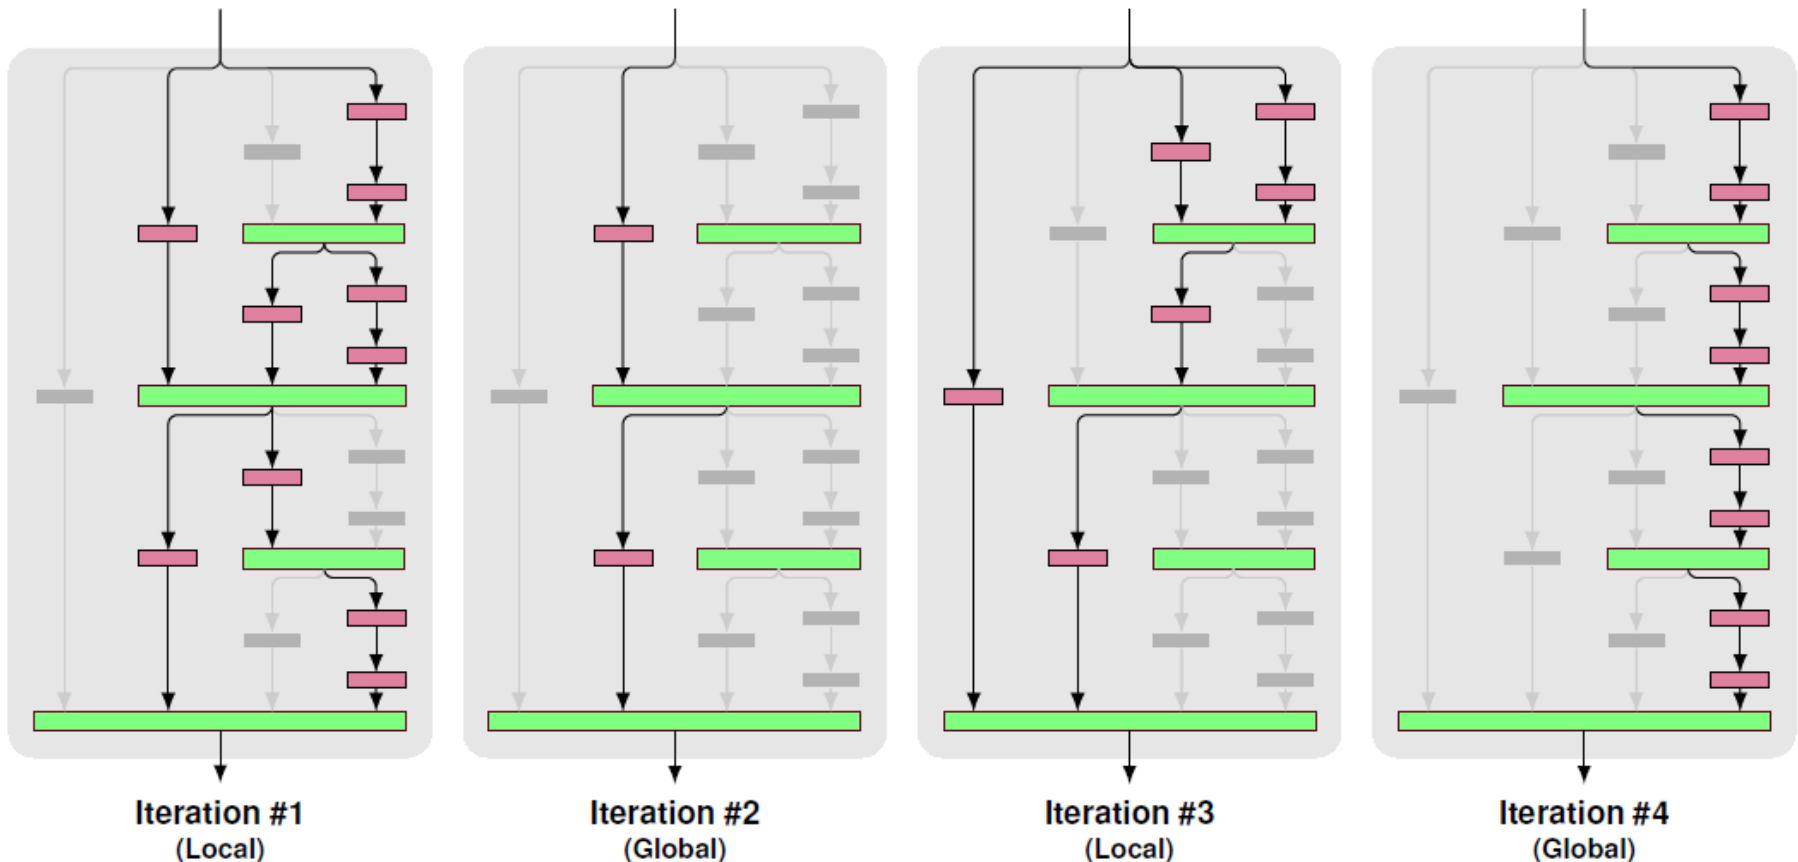 Iteration #1
(Local)
Iteration #2
(Global)
Iteration #3
(Local)
Iteration #4
(Global)